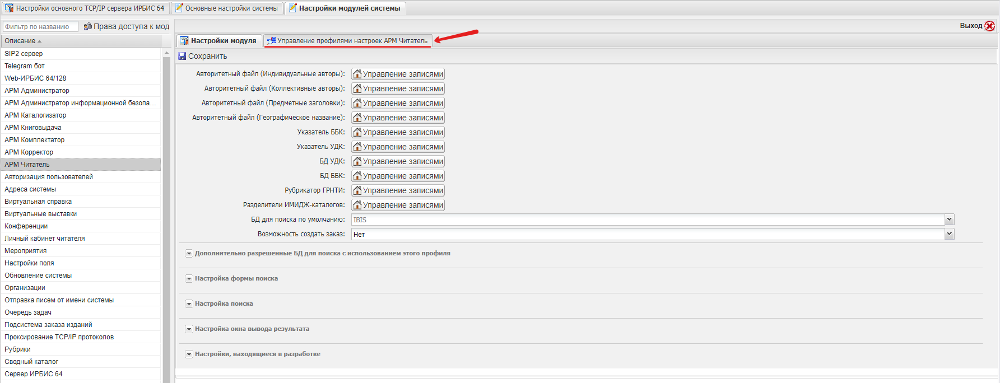 Настройки основного TCP/IP сервера ИРБИС 64
Основные настройки системы
Настройки модулей системы
Фильтр по названию
Права доступа к мод
Выход
Описание
Настройки модуля
Управление профилями настроек АРМ Читатель
Сохранить
SIP2 сервер
Telegram бот
Web-ИРБИС 64/128
АРМ Администратор
АРМ Администратор информационной безопа...
АРМ Каталогизатор
АРМ Книговыдача
АРМ Комплектатор
АРМ Корректор
АРМ Читатель
Авторизация пользователей
Адреса системы
Виртуальная справка
Виртуальные выставки
Конференции
Личный кабинет читателя
Мероприятия
Настройки поля
Обновление системы
Организации
Отправка писем от имени системы
Очередь задач
Подсистема заказа изданий
Проксирование TCP/IP протоколов
Рубрики
Сводный каталог
Сервер ИРБИС 64
Авторитетный файл (Индивидуальные авторы): Управление записями
Авторитетный файл (Коллективные авторы): Управление записями
Авторитетный файл (Предметные заголовки): Управление записями
Авторитетный файл (Географическое название): Управление записями
Указатель ББК: Управление записями
Указатель УДК: Управление записями
БД УДК: Управление записями
БД ББК: Управление записями
Рубрикатор ГРНТИ: Управление записями
Разделители ИМИДЖ-каталогов: Управление записями
БД для поиска по умолчанию: IBIS
Возможность создать заказ: Нет
Дополнительно разрешенные БД для поиска с использованием этого профиля
Настройка формы поиска
Настройка поиска
Настройка окна вывода результата
Настройки, находящиеся в разработке